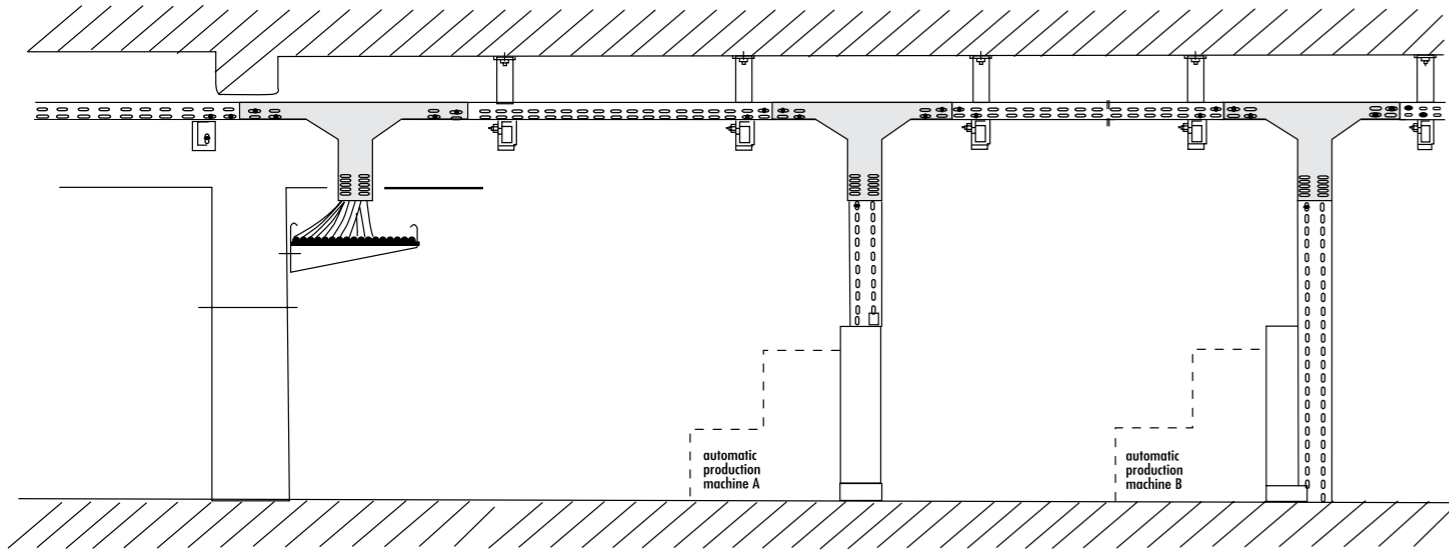 automatic
production
machine A
automatic
production
machine B